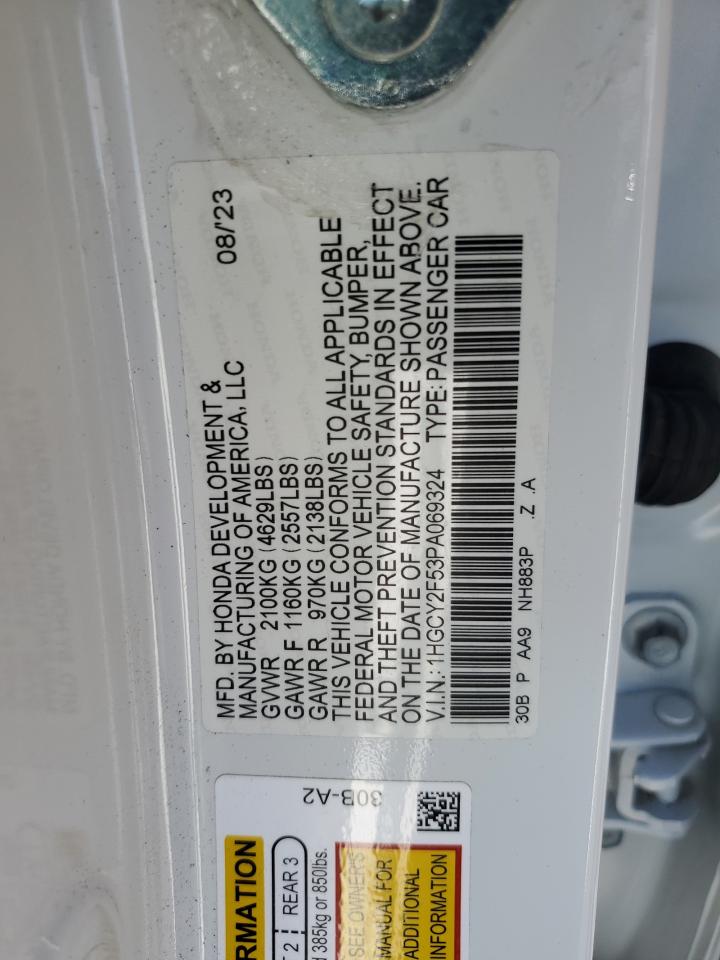 MFD. BY HONDA DEVELOPMENT & 08/'23
MANUFACTURING OF AMERICA, LLC
GVWR 2100KG (4629LBS)
GAWR F 1160KG (2557LBS)
GAWR R 970KG (2138LBS)
THIS VEHICLE CONFORMS TO ALL APPLICABLE
FEDERAL MOTOR VEHICLE SAFETY, BUMPER,
AND THEFT PREVENTION STANDARDS IN EFFECT
ON THE DATE OF MANUFACTURE SHOWN ABOVE.
V.I.N.: 1HGCY2F53PA069324 TYPE: PASSENGER CAR
30B P AA9 NH883P .Z .A
30B-A2
RMATION
2 REAR 3
385kg or 850lbs.
SEE OWNER'S
MANUAL FOR
ADDITIONAL
INFORMATION